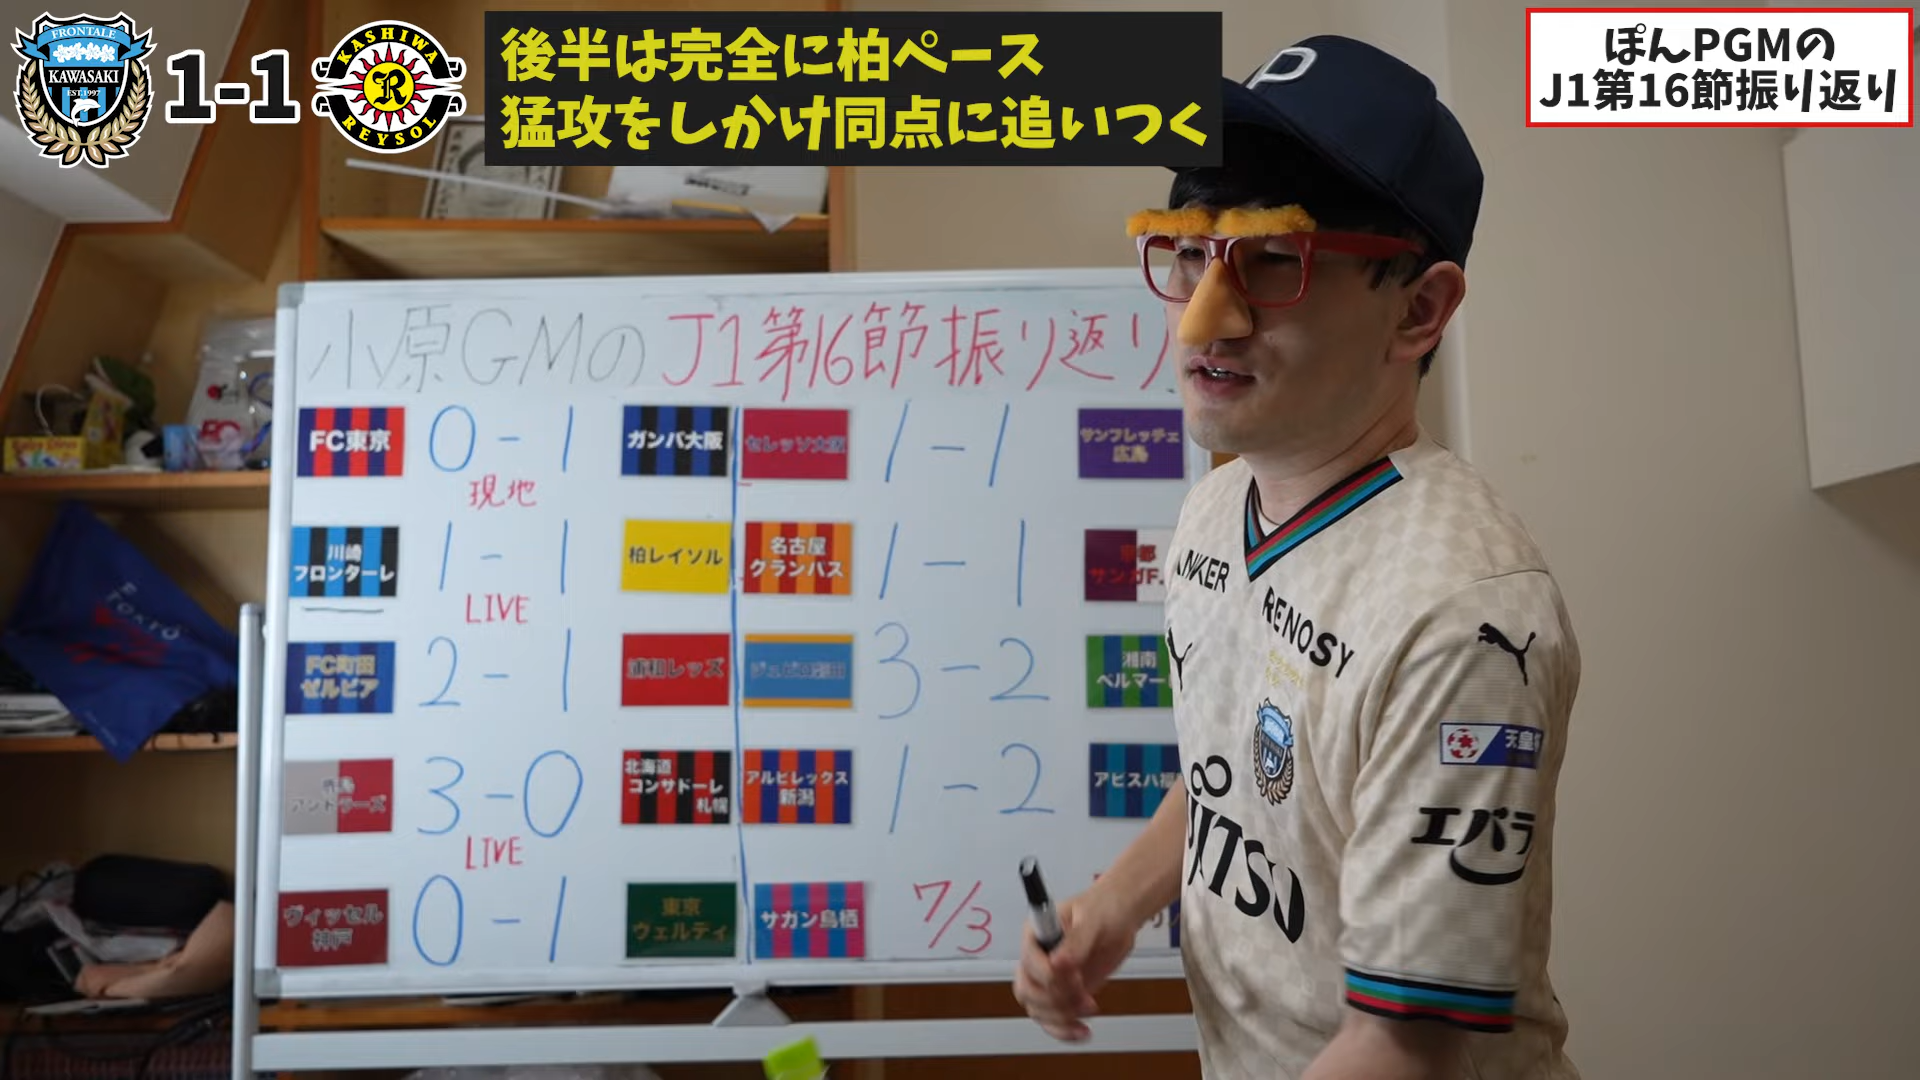 FRONTALE
KAWASAKI
EST.1997
1-1
KASHIWA
R
REYSOL
後半は完全に柏ペース
猛攻をしかけ同点に追いつく
ぽんPGMの
J1第16節振り返り
P
小原GMのJ1第16節振り返り
FC東京 0-1 ガンバ大阪
現地
セレッソ大阪 1-1 サンフレッチェ
広島
川崎
フロンターレ 1-1 柏レイソル
LIVE
名古屋
グランパス 1-1 京都
サンガF.
FC町田
ゼルビア 2-1 浦和レッズ
ジュビロ磐田 3-2 湘南
ベルマーレ
鹿島
アントラーズ 3-0 北海道
コンサドーレ
札幌
LIVE
アルビレックス
新潟 1-2 アビスパ福
ヴィッセル
神戸 0-1 東京
ヴェルディ
サガン鳥栖 7/3
TOKYO
ANKER
RENOSY
天皇杯
エバラ
FUJITSU